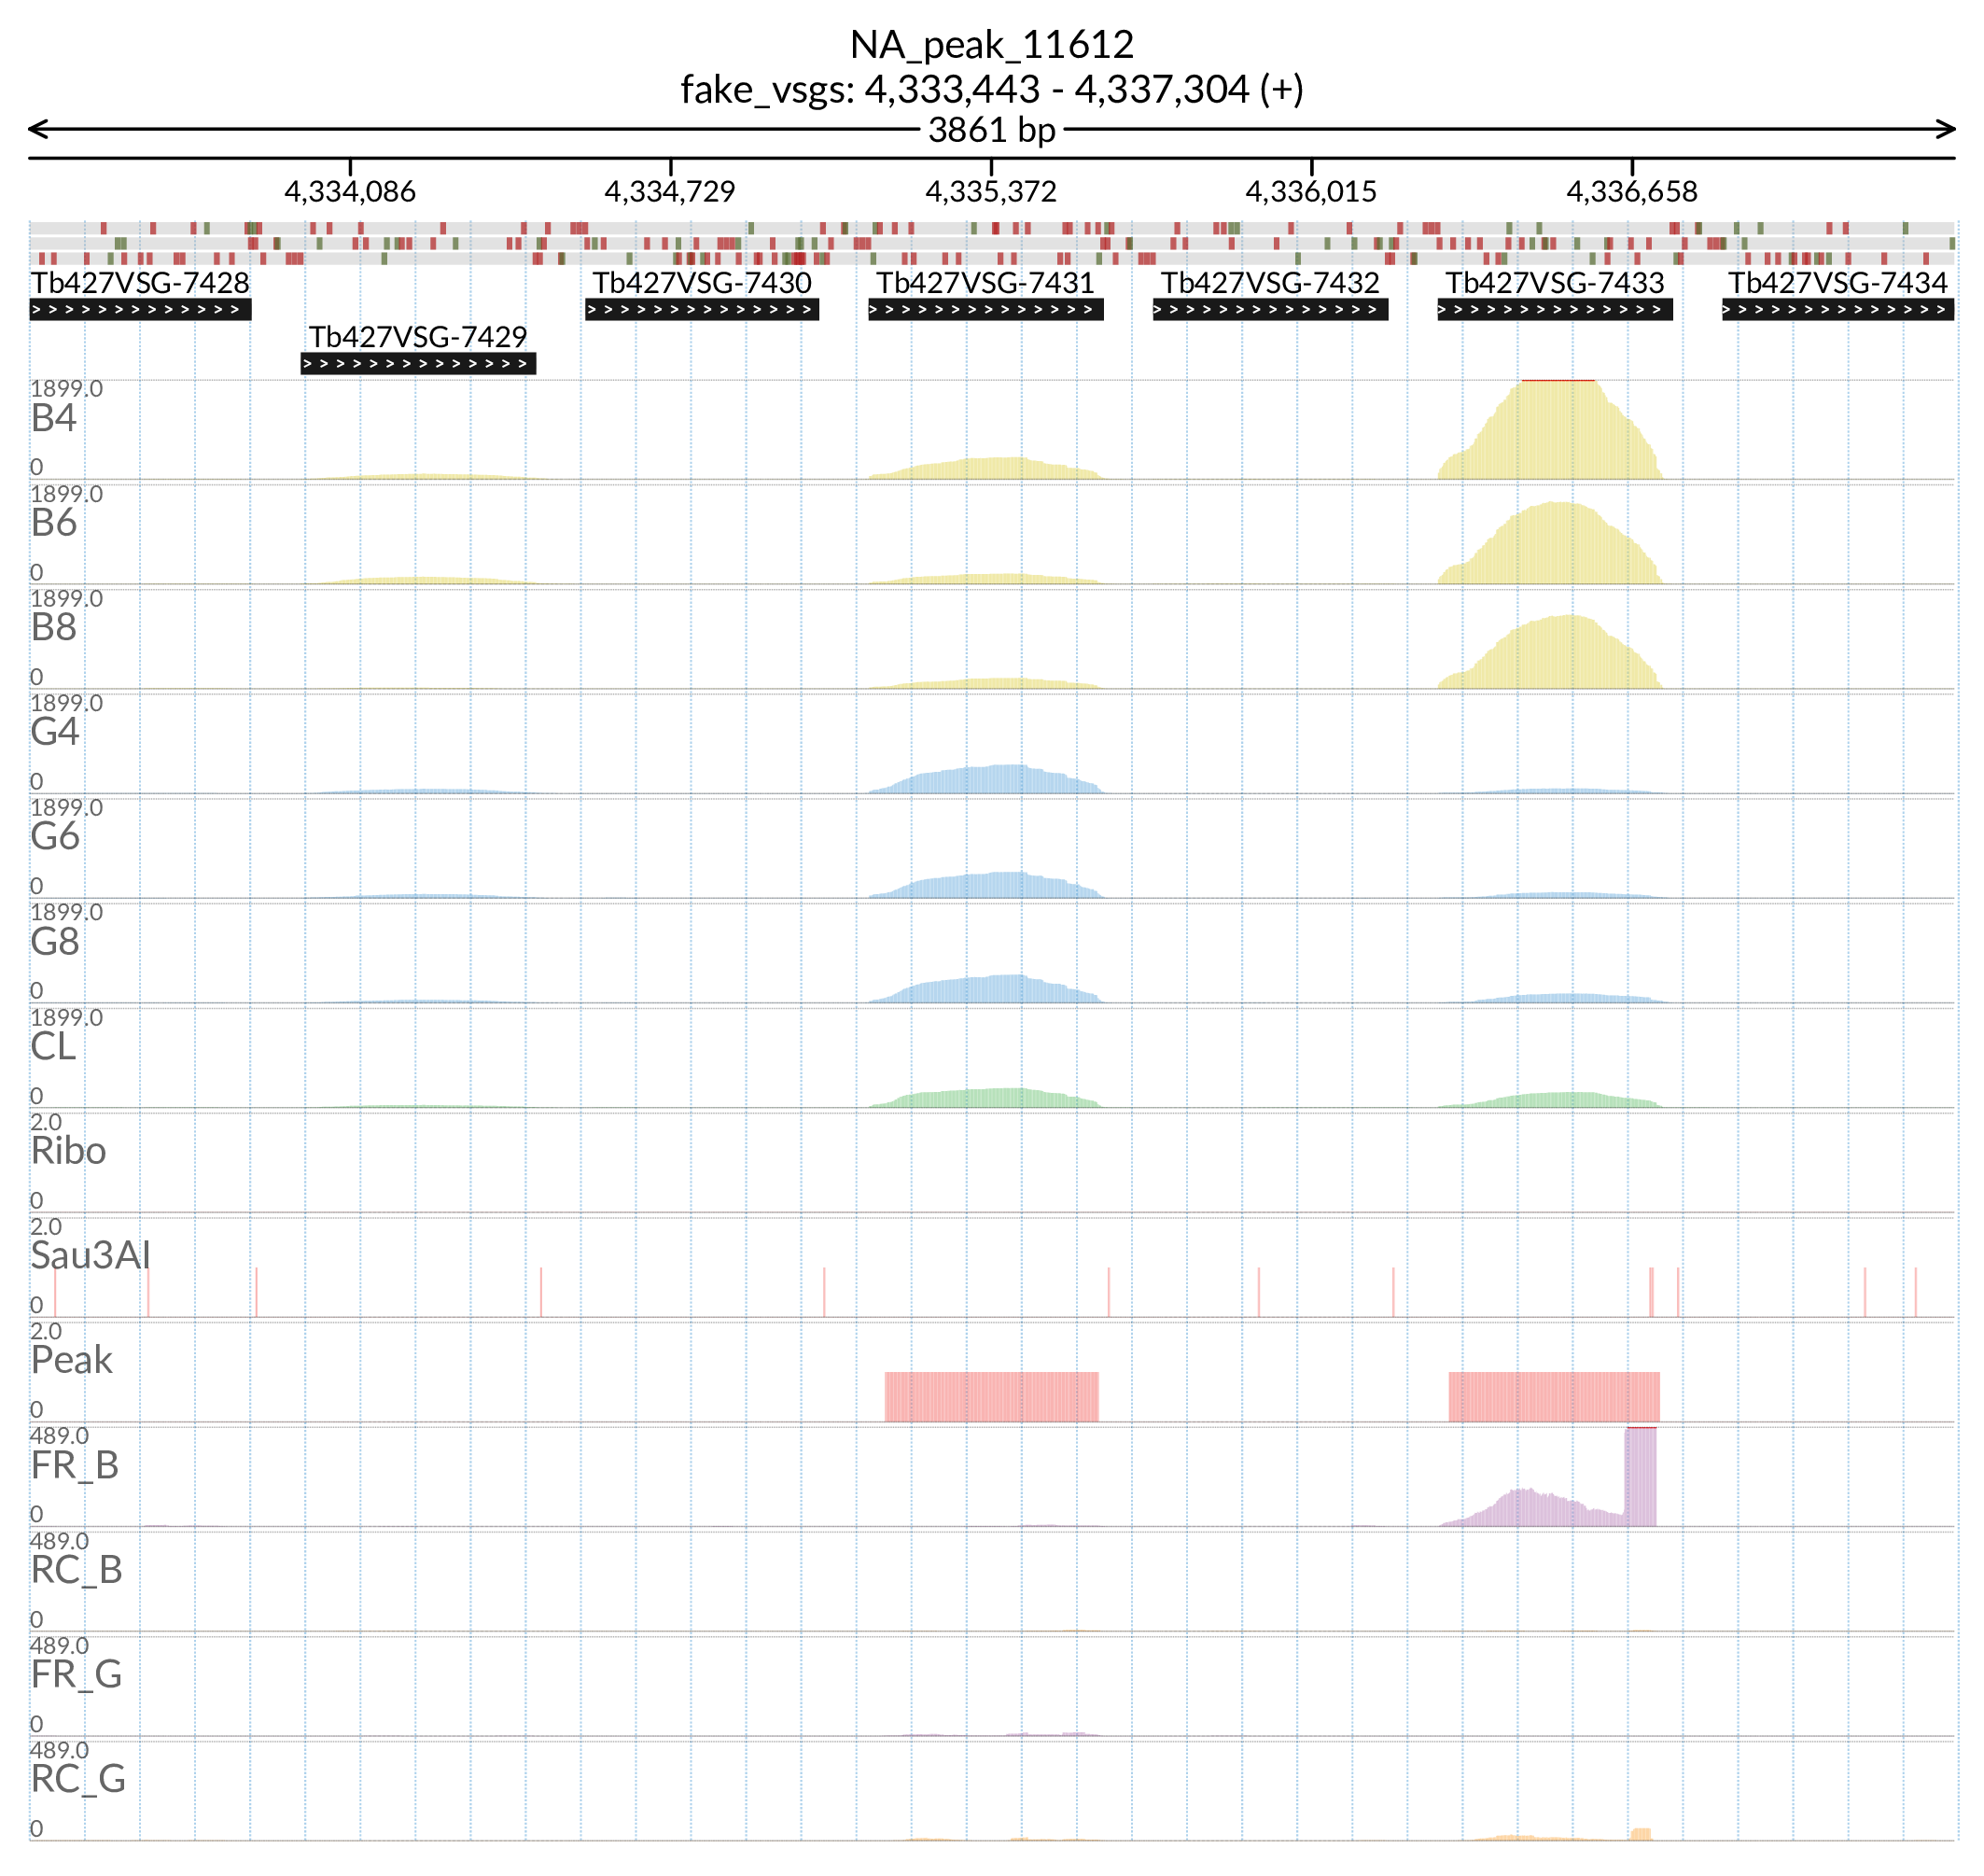 NA_peak_11612
fake_vsgs: 4,333,443 - 4,337,304 (+)
3861 bp
4,334,086 4,334,729 4,335,372 4,336,015 4,336,658
Tb427VSG-7428 Tb427VSG-7430 Tb427VSG-7431 Tb427VSG-7432 Tb427VSG-7433 Tb427VSG-7434
Tb427VSG-7429
1899.0
B4
0
1899.0
B6
0
1899.0
B8
0
1899.0
G4
0
1899.0
G6
0
1899.0
G8
0
1899.0
CL
0
2.0
Ribo
0
2.0
Sau3AI
0
2.0
Peak
0
489.0
FR_B
0
489.0
RC_B
0
489.0
FR_G
0
489.0
RC_G
0